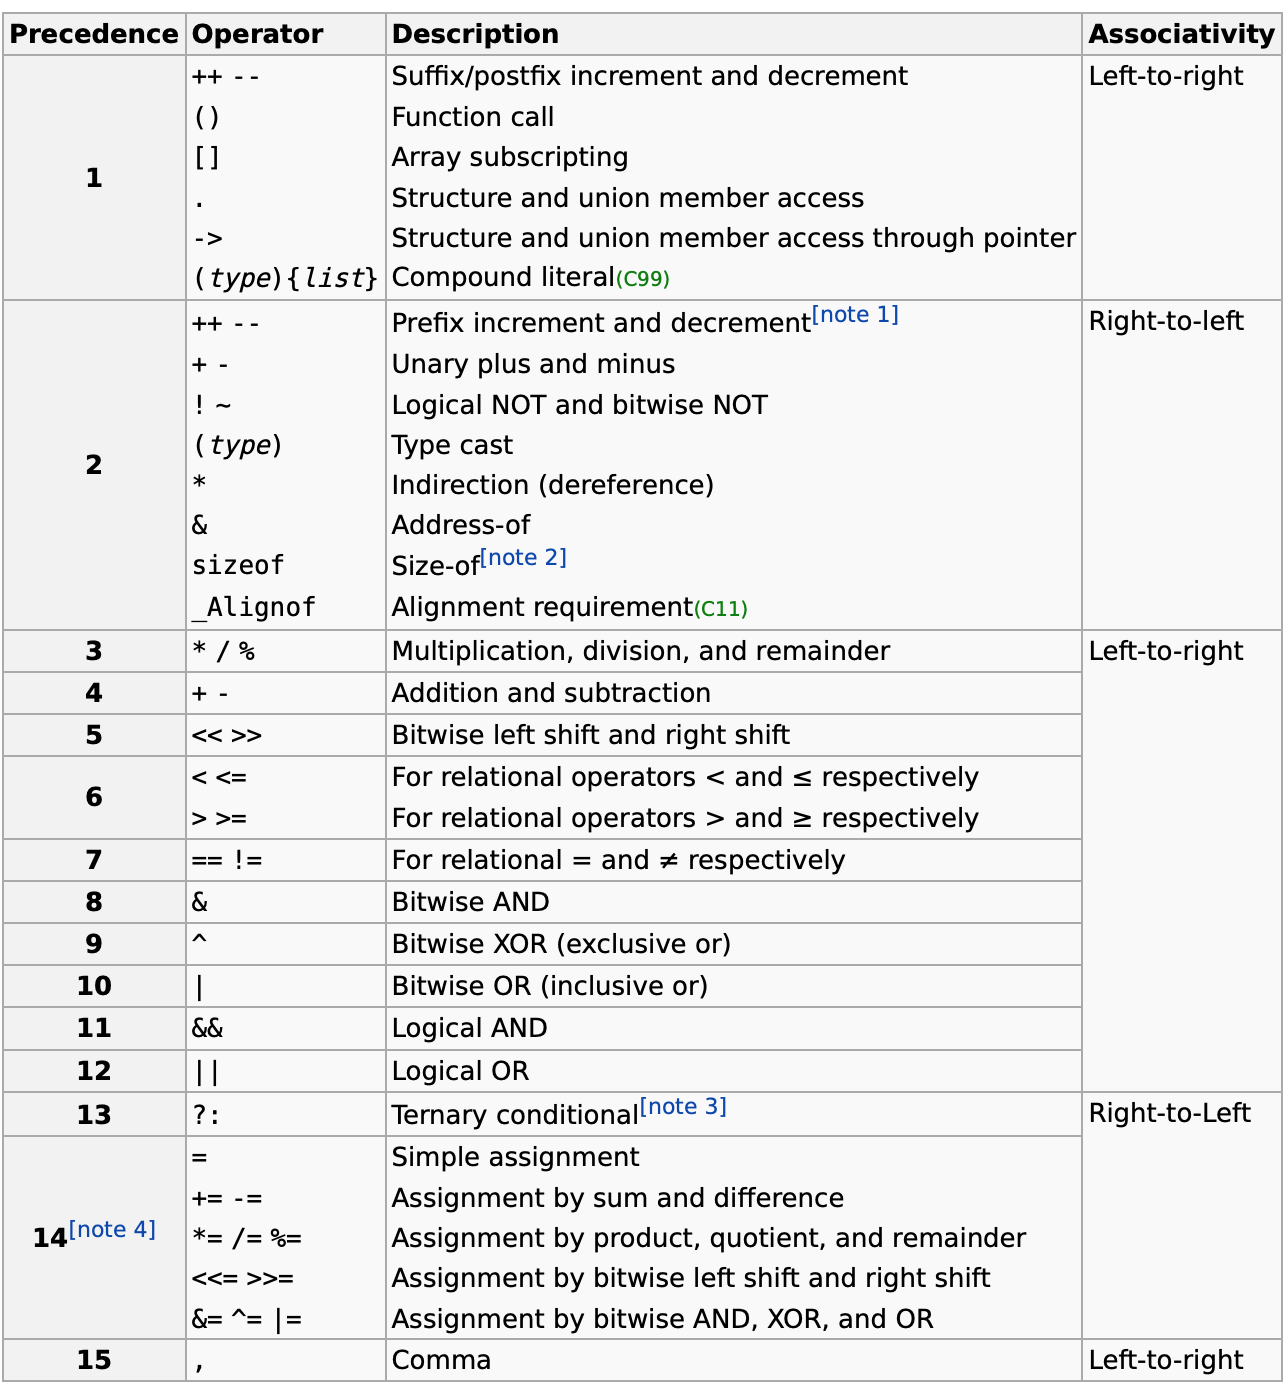 Precedence Operator Description Associativity
1
++ -- Suffix/postfix increment and decrement Left-to-right
() Function call
[] Array subscripting
. Structure and union member access
-> Structure and union member access through pointer
(type){list} Compound literal(C99)
2
++ -- Prefix increment and decrement[note 1] Right-to-left
+ - Unary plus and minus
! ~ Logical NOT and bitwise NOT
(type) Type cast
* Indirection (dereference)
& Address-of
sizeof Size-of[note 2]
_Alignof Alignment requirement(C11)
3 * / % Multiplication, division, and remainder Left-to-right
4 + - Addition and subtraction
5 << >> Bitwise left shift and right shift
6
< <= For relational operators < and ≤ respectively
> >= For relational operators > and ≥ respectively
7 == != For relational = and ≠ respectively
8 & Bitwise AND
9 ^ Bitwise XOR (exclusive or)
10 | Bitwise OR (inclusive or)
11 && Logical AND
12 || Logical OR
13 ?: Ternary conditional[note 3] Right-to-Left
14[note 4]
= Simple assignment
+= -= Assignment by sum and difference
*= /= %= Assignment by product, quotient, and remainder
<<= >>= Assignment by bitwise left shift and right shift
&= ^= |= Assignment by bitwise AND, XOR, and OR
15 , Comma Left-to-right